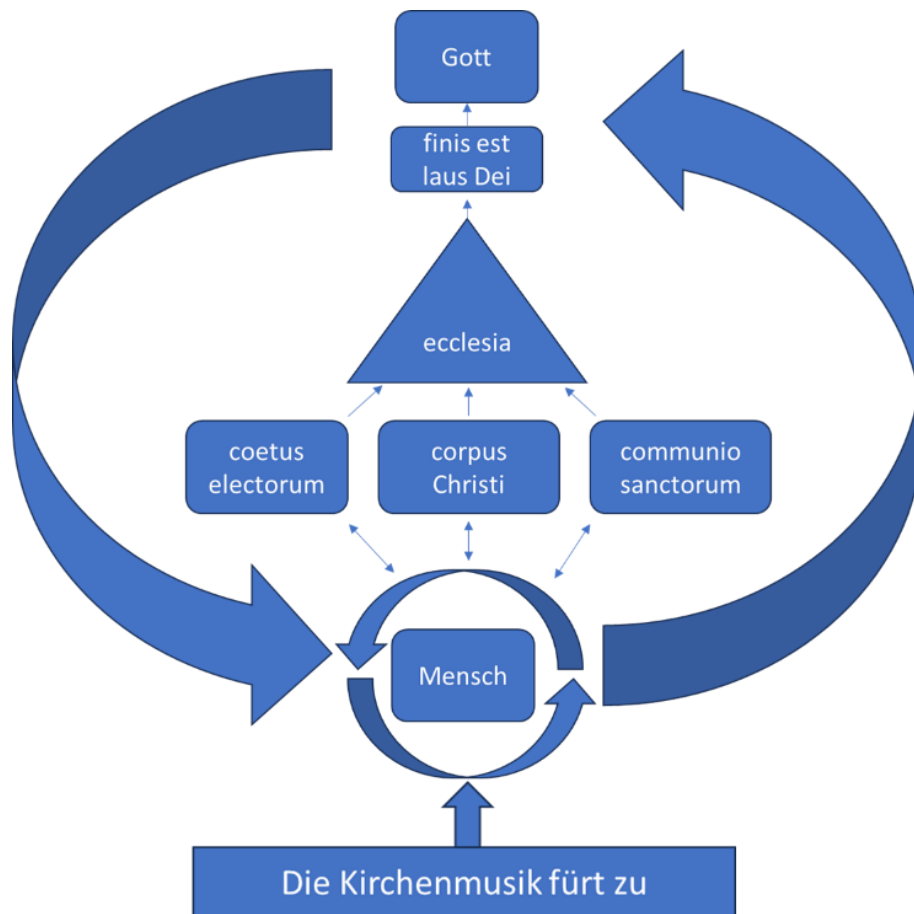 Gott
finis est
laus Dei
ecclesia
coetus
electorum
corpus
Christi
communio
sanctorum
Mensch
Die Kirchenmusik fürt zu